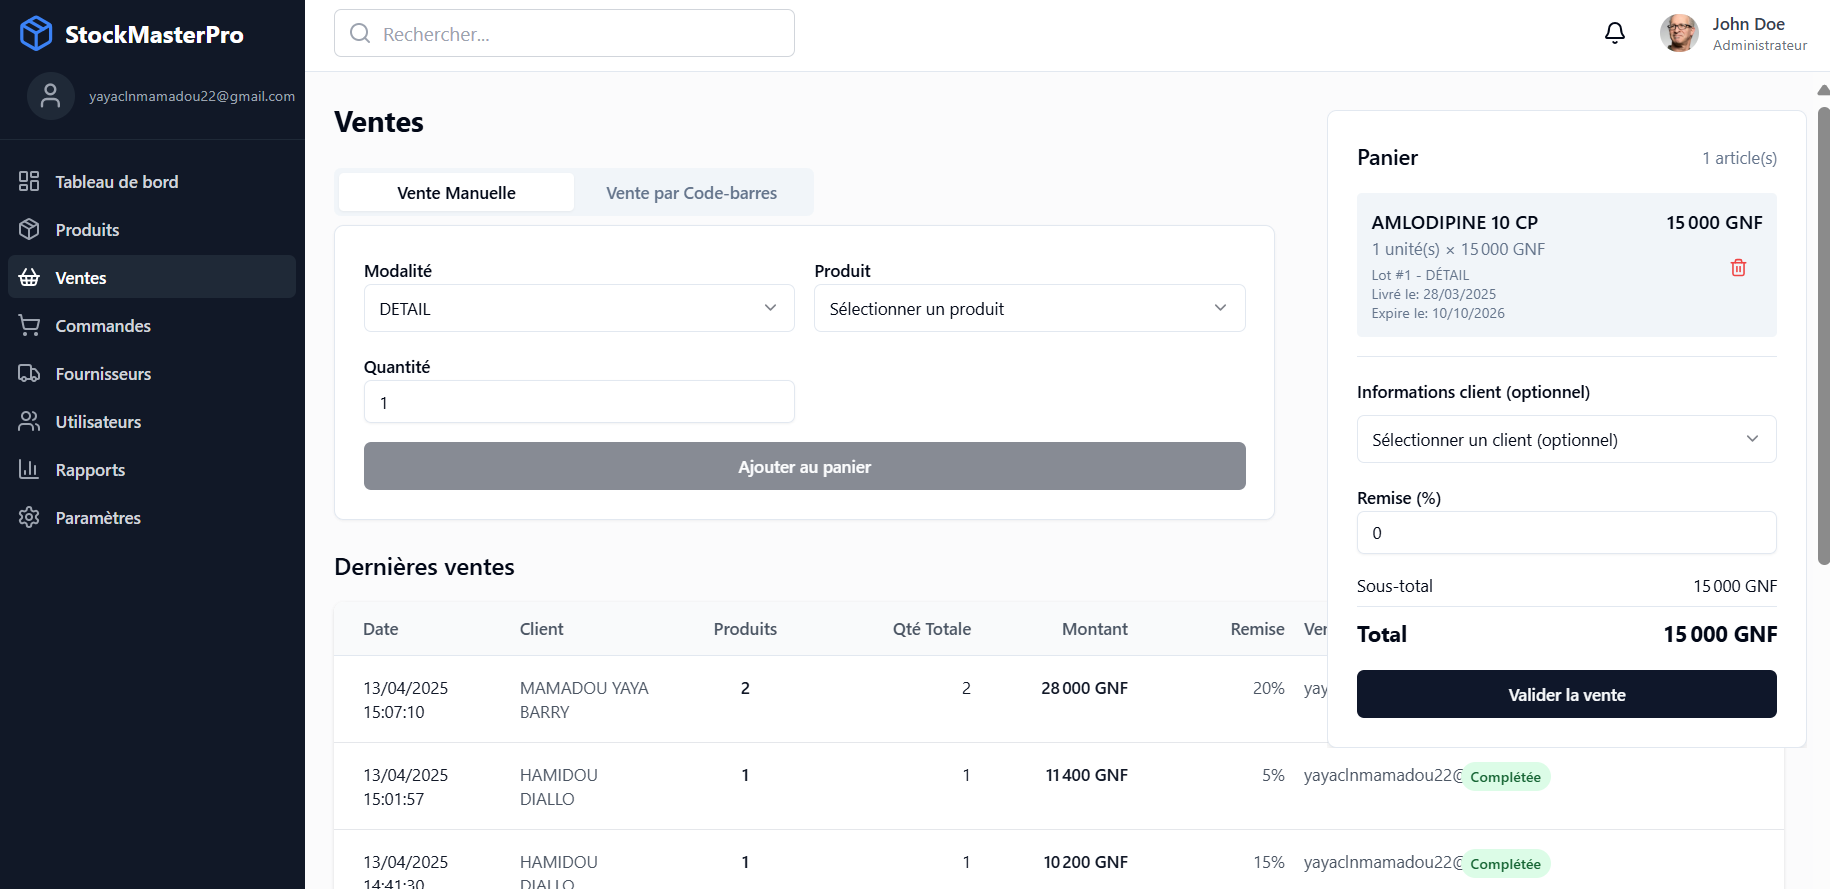 StockMasterPro
yayaclnmamadou22@gmail.com
Tableau de bord
Produits
Ventes
Commandes
Fournisseurs
Utilisateurs
Rapports
Paramètres
Rechercher...
John Doe
Administrateur
Ventes
Vente Manuelle
Vente par Code-barres
Modalité
Produit
DETAIL
Sélectionner un produit
Quantité
1
Ajouter au panier
Panier
1 article(s)
AMLODIPINE 10 CP
15 000 GNF
1 unité(s) × 15 000 GNF
Lot #1 - DÉTAIL
Livré le: 28/03/2025
Expire le: 10/10/2026
Informations client (optionnel)
Sélectionner un client (optionnel)
Remise (%)
0
Sous-total 15 000 GNF
Total 15 000 GNF
Valider la vente
Dernières ventes
Date Client Produits Qté Totale Montant Remise Ven
13/04/2025 MAMADOU YAYA 2 2 28 000 GNF 20% yay
15:07:10 BARRY
13/04/2025 HAMIDOU 1 1 11 400 GNF 5% yayaclnmamadou22@ Complétée
15:01:57 DIALLO
13/04/2025 HAMIDOU 1 1 10 200 GNF 15% yayaclnmamadou22@ Complétée
14:41:30 DIALLO